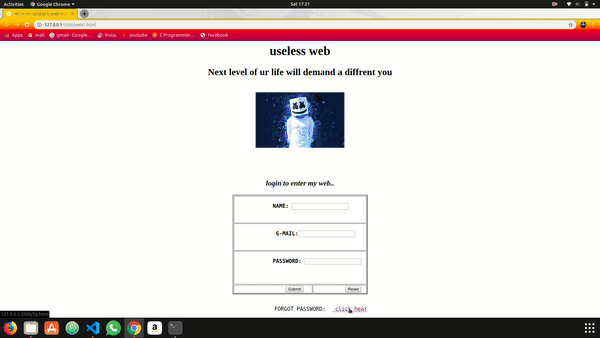 Activities Google Chrome Sat 17:21
127.0.0.1:5500/web1.html
Apps mail gmail - Google... Insta. youtube C-Programmin... Facebook
useless web
Next level of ur life will demand a diffrent you
login to enter my web..
NAME:
G-MAIL:
PASSWORD:
Submit Reset
FORGOT PASSWORD: click hear
127.0.0.1:5500/fg.html